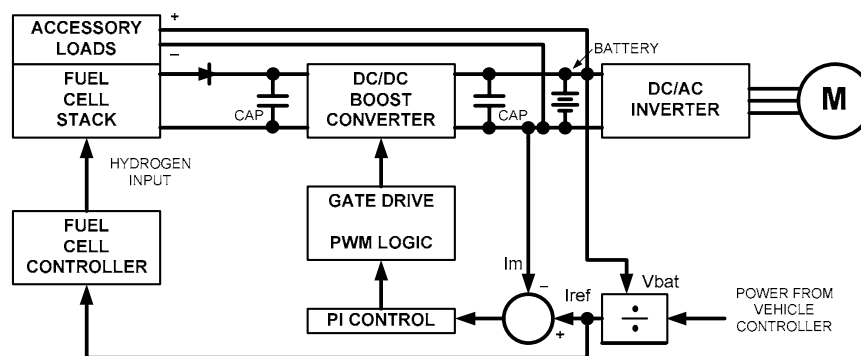 ACCESSORY
LOADS
+
–
FUEL
CELL
STACK
CAP
DC/DC
BOOST
CONVERTER
CAP
BATTERY
DC/AC
INVERTER
M
HYDROGEN
INPUT
GATE DRIVE
PWM LOGIC
FUEL
CELL
CONTROLLER
Im
–
Iref
+
Vbat
÷
POWER FROM
VEHICLE
CONTROLLER
PI CONTROL